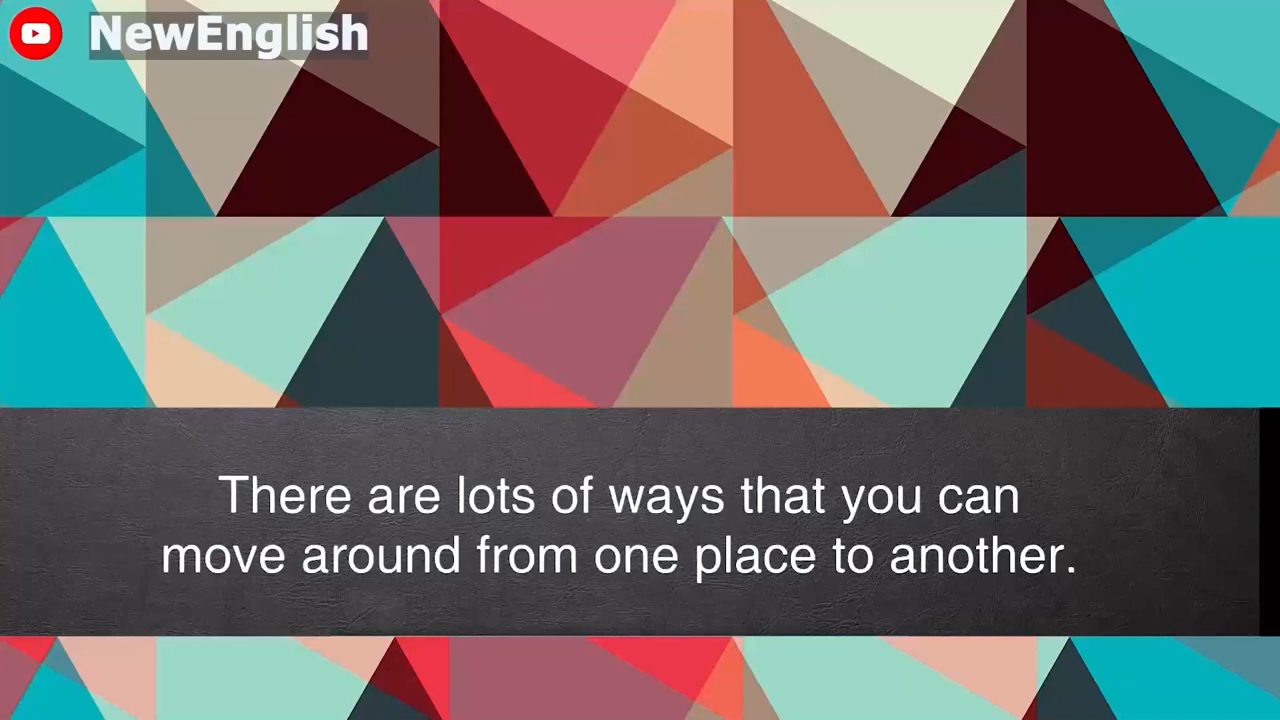 NewEnglish
There are lots of ways that you can
move around from one place to another.